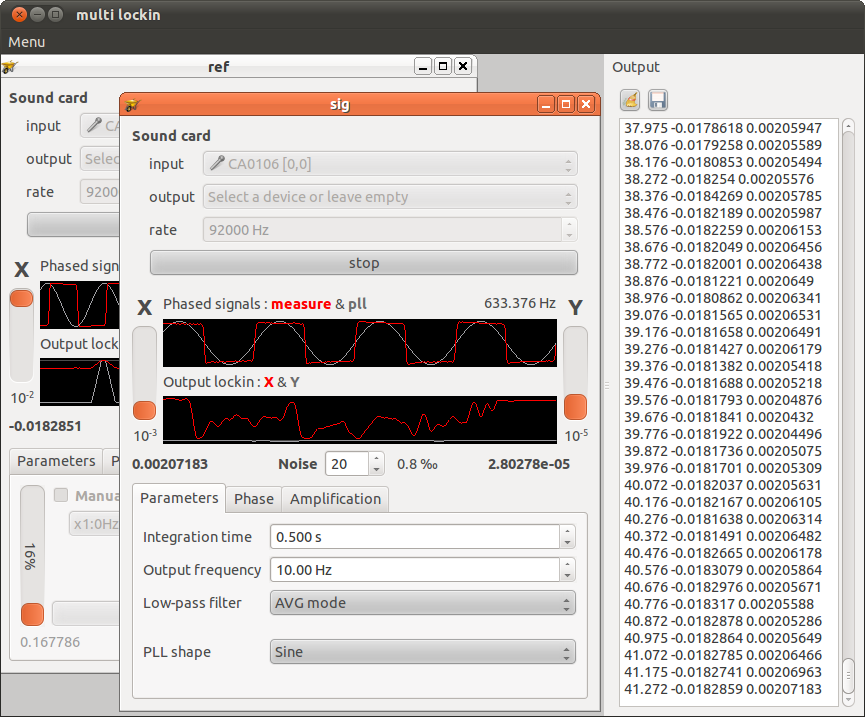 multi lockin
Menu
ref
Sound card
input
output Selec
rate 9200
X Phased sign
Output lock
10-2
-0.0182851
Parameters P
Manua
x1:0Hz
16%
0.167786
sig
Sound card
input CA0106 [0,0]
output Select a device or leave empty
rate 92000 Hz
stop
X Phased signals : measure & pll 633.376 Hz Y
Output lockin : X & Y
10-3 10-5
0.00207183 Noise 20 0.8 ‰ 2.80278e-05
Parameters Phase Amplification
Integration time 0.500 s
Output frequency 10.00 Hz
Low-pass filter AVG mode
PLL shape Sine
Output
37.975 -0.0178618 0.00205947
38.076 -0.0179258 0.00205589
38.176 -0.0180853 0.00205494
38.272 -0.018254 0.00205576
38.376 -0.0184269 0.00205785
38.476 -0.0182189 0.00205987
38.576 -0.0182259 0.00206153
38.676 -0.0182049 0.00206456
38.772 -0.0182001 0.00206438
38.876 -0.0181221 0.0020649
38.976 -0.0180862 0.00206341
39.076 -0.0181565 0.00206531
39.176 -0.0181658 0.00206491
39.276 -0.0181427 0.00206179
39.376 -0.0181382 0.00205418
39.476 -0.0181688 0.00205218
39.576 -0.0181793 0.00204876
39.676 -0.0181841 0.0020432
39.776 -0.0181922 0.00204496
39.872 -0.0181736 0.00205075
39.976 -0.0181701 0.00205309
40.072 -0.0182037 0.00205631
40.176 -0.0182167 0.00206105
40.276 -0.0181638 0.00206314
40.372 -0.0181491 0.00206482
40.476 -0.0182665 0.00206178
40.576 -0.0183079 0.00205864
40.676 -0.0182976 0.00205671
40.776 -0.018317 0.00205588
40.872 -0.0182878 0.00205286
40.975 -0.0182864 0.00205649
41.072 -0.0182785 0.00206466
41.175 -0.0182741 0.00206963
41.272 -0.0182859 0.00207183